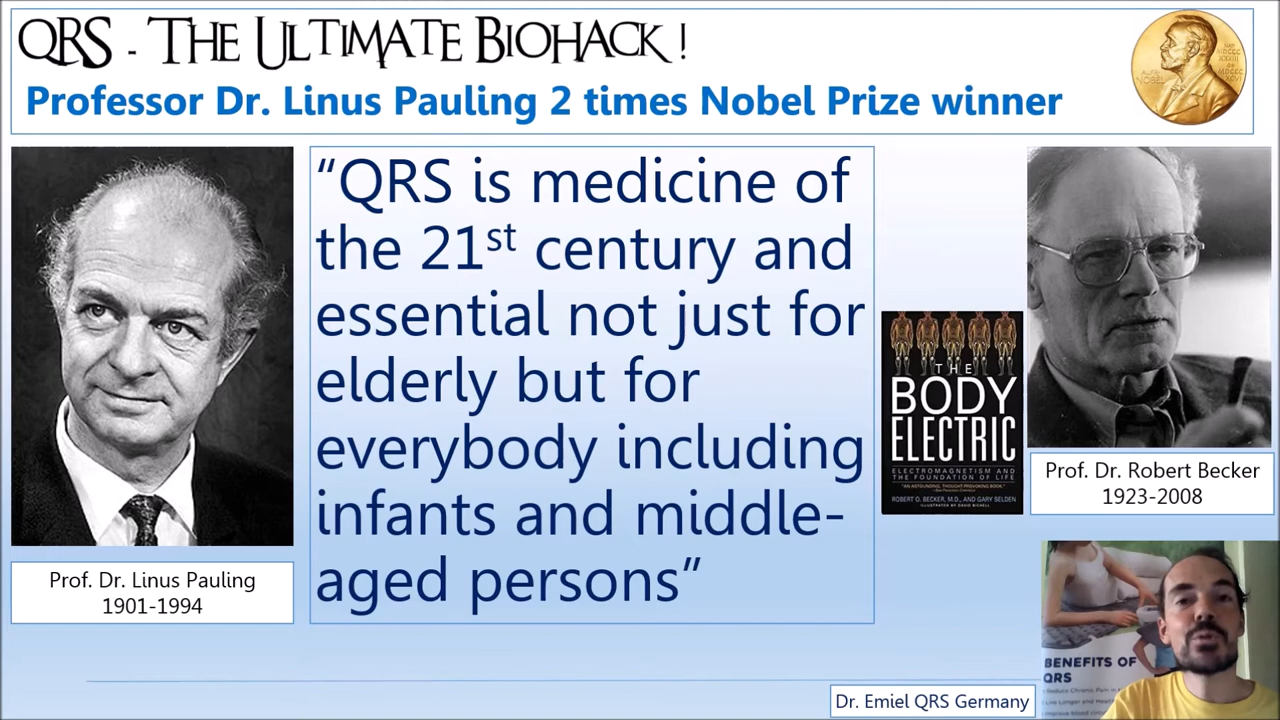 QRS - The Ultimate Biohack !
Professor Dr. Linus Pauling 2 times Nobel Prize winner
“QRS is medicine of
the 21st century and
essential not just for
elderly but for
everybody including
infants and middle-
aged persons”
Prof. Dr. Linus Pauling
1901-1994
THE
BODY
ELECTRIC
ELECTROMAGNETISM AND
THE FOUNDATION OF LIFE
ROBERT O. BECKER, M.D., AND GARY SELDEN
Prof. Dr. Robert Becker
1923-2008
BENEFITS OF
QRS
Dr. Emiel QRS Germany